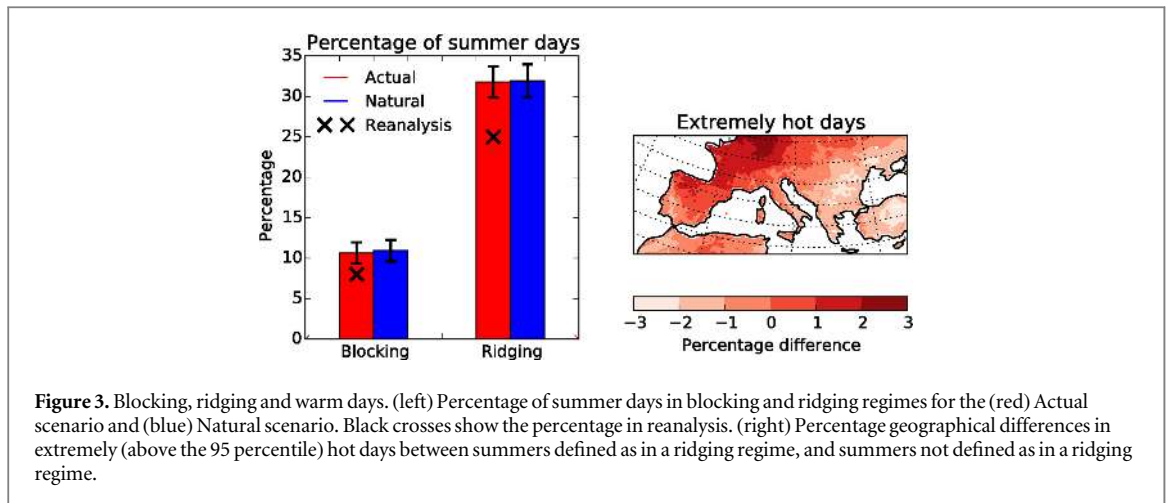 Percentage of summer days
35
30
25
20
15
10
5
0
Percentage
Actual
Natural
Reanalysis
Blocking
Ridging
Extremely hot days
−3 −2 −1 0 1 2 3
Percentage difference
Figure 3. Blocking, ridging and warm days. (left) Percentage of summer days in blocking and ridging regimes for the (red) Actual
scenario and (blue) Natural scenario. Black crosses show the percentage in reanalysis. (right) Percentage geographical differences in
extremely (above the 95 percentile) hot days between summers defined as in a ridging regime, and summers not defined as in a ridging
regime.